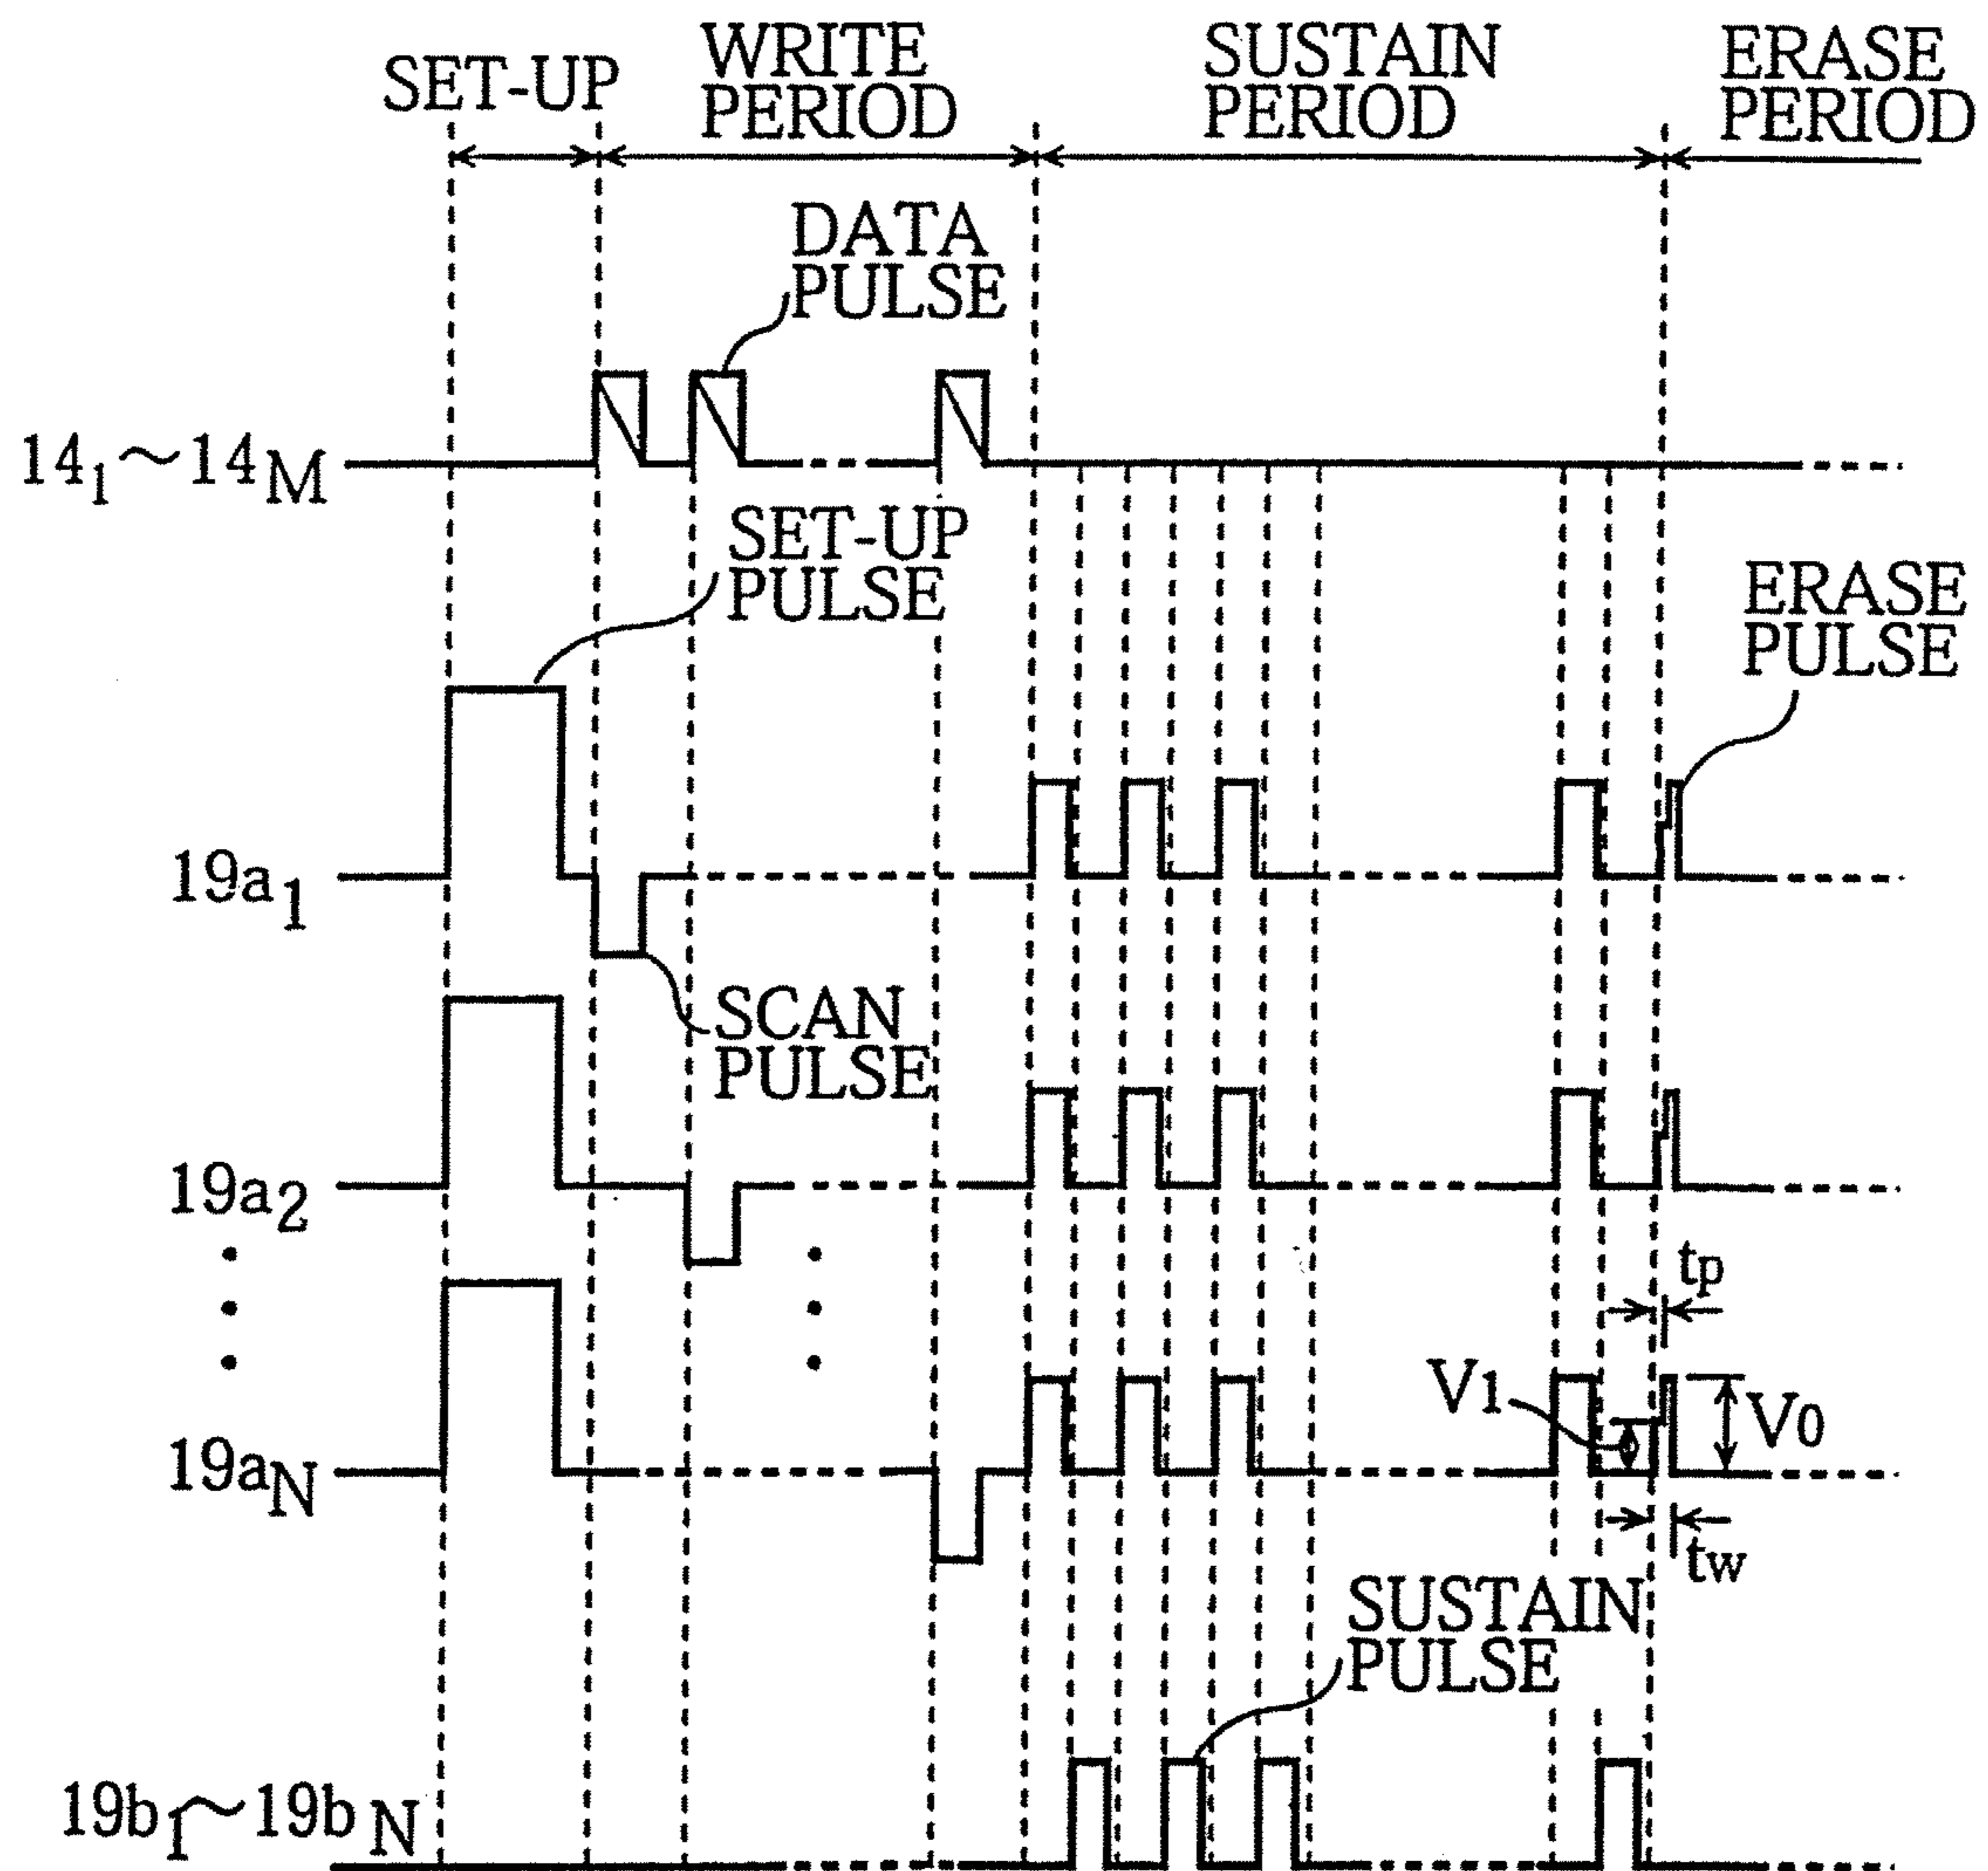 SET-UP
WRITE
PERIOD
SUSTAIN
PERIOD
ERASE
PERIOD
DATA
PULSE
14₁~14M
SET-UP
PULSE
ERASE
PULSE
19a₁
SCAN
PULSE
19a₂
tp
V1
V0
19aN
tw
SUSTAIN
PULSE
19b₁~19bN